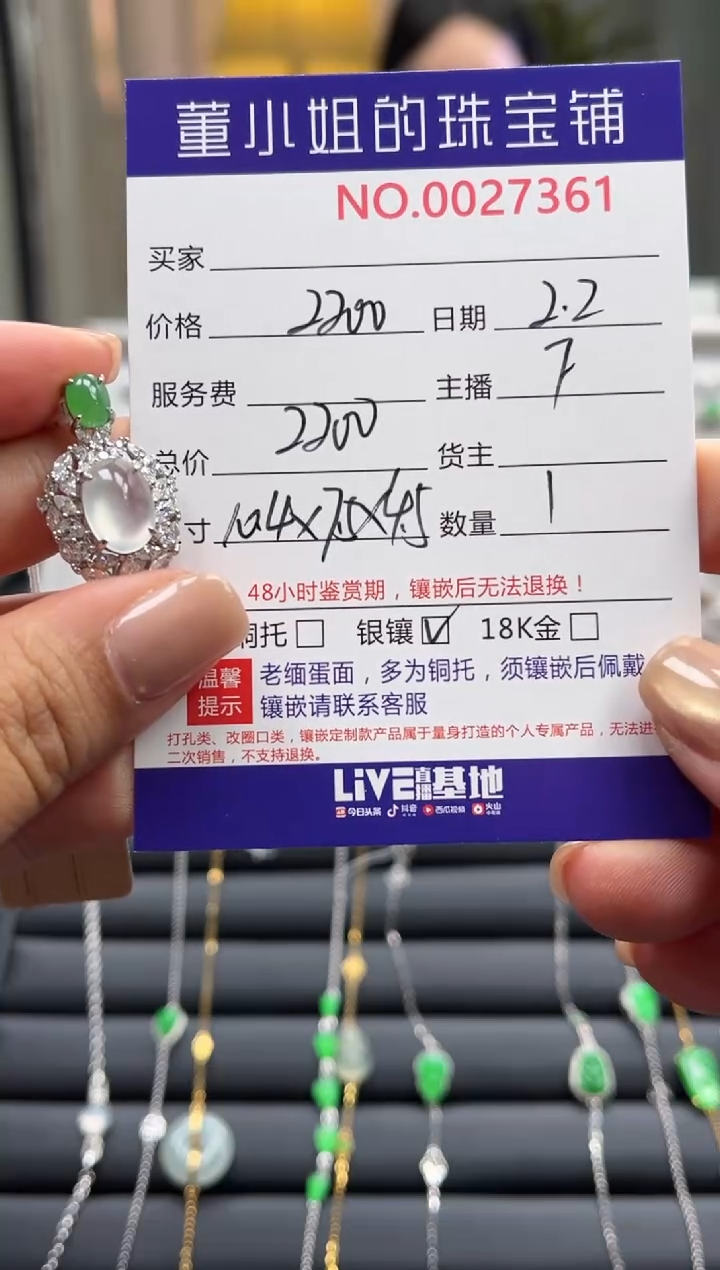 董小姐的珠宝铺
NO.0027361
买家
价格 2200 日期 2.2
服务费 主播 7
总价 2200 货主
寸 10.4×7.5×4.5 数量 1
48小时鉴赏期，镶嵌后无法退换！
铜托□ 银镶☑ 18K金□
温馨提示 老缅蛋面，多为铜托，须镶嵌后佩戴
镶嵌请联系客服
打孔类、改圈口类，镶嵌定制款产品属于量身打造的个人专属产品，无法进
二次销售，不支持退换。
LiVE直播基地
今日头条 抖音 西瓜视频 火山